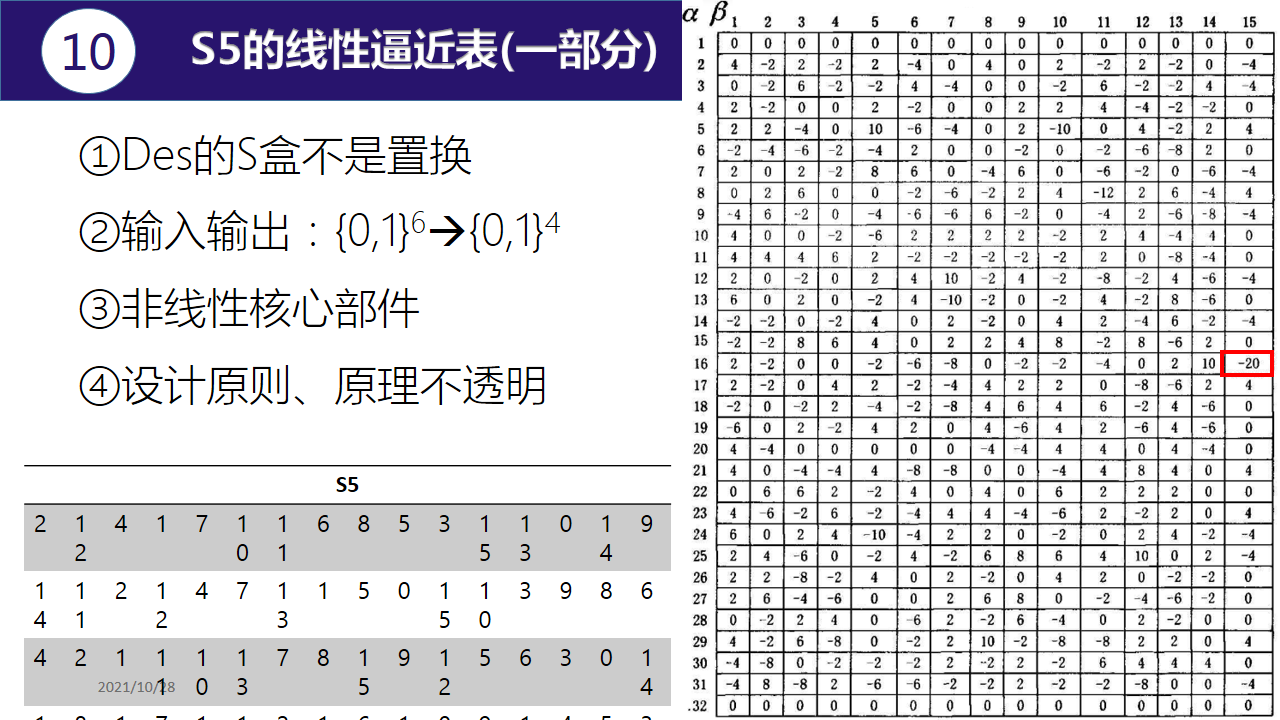 10
S5的线性逼近表(一部分)
①Des的S盒不是置换
②输入输出：{0,1}6→{0,1}4
③非线性核心部件
④设计原则、原理不透明
S5
2 12 4 1 7 10 11 6 8 5 3 15 13 0 14 9
14 11 2 12 4 7 13 1 5 0 15 10 3 9 8 6
4 2 1 11 10 13 7 8 15 9 12 5 6 3 0 14
2021/10/28
α β 1 2 3 4 5 6 7 8 9 10 11 12 13 14 15
1 0 0 0 0 0 0 0 0 0 0 0 0 0 0 0
2 4 -2 2 -2 2 -4 0 4 0 2 -2 2 -2 0 -4
3 0 -2 6 -2 -2 4 -4 0 0 -2 6 -2 -2 4 -4
4 2 -2 0 0 2 -2 0 0 2 2 4 -4 -2 -2 0
5 2 2 -4 0 10 -6 -4 0 2 -10 0 4 -2 2 4
6 -2 -4 -6 -2 -4 2 0 0 -2 0 -2 -6 -8 2 0
7 2 0 2 -2 8 6 0 -4 6 0 -6 -2 0 -6 -4
8 0 2 6 0 0 -2 -6 -2 2 4 -12 2 6 -4 4
9 -4 6 -2 0 -4 -6 -6 6 -2 0 -4 2 -6 -8 -4
10 4 0 0 -2 -6 2 2 2 2 -2 2 4 -4 4 0
11 4 4 4 6 2 -2 -2 -2 -2 -2 2 0 -8 -4 0
12 2 0 -2 0 2 4 10 -2 4 -2 -8 -2 4 -6 -4
13 6 0 2 0 -2 4 -10 -2 0 -2 4 -2 8 -6 0
14 -2 -2 0 -2 4 0 2 -2 0 4 2 -4 6 -2 -4
15 -2 -2 8 6 4 0 2 2 4 8 -2 8 -6 2 0
16 2 -2 0 0 -2 -6 -8 0 -2 -2 -4 0 2 10 -20
17 2 -2 0 4 2 -2 -4 4 2 2 0 -8 -6 2 4
18 -2 0 -2 2 -4 -2 -8 4 6 4 6 -2 4 -6 0
19 -6 0 2 -2 4 2 0 4 -6 4 2 -6 4 -6 0
20 4 -4 0 0 0 0 0 -4 -4 4 4 0 4 -4 0
21 4 0 -4 -4 4 -8 -8 0 0 -4 4 8 4 0 4
22 0 6 6 2 -2 4 0 4 0 6 2 2 2 0 0
23 4 -6 -2 6 -2 -4 4 4 -4 -6 2 -2 2 0 4
24 6 0 2 4 -10 -4 2 2 0 -2 0 2 4 -2 -4
25 2 4 -6 0 -2 4 -2 6 8 6 4 10 0 2 -4
26 2 2 -8 -2 4 0 2 -2 0 4 2 0 -2 -2 0
27 2 6 -4 -6 0 0 2 6 8 0 -2 -4 -6 -2 0
28 0 -2 2 4 0 -6 2 -2 6 -4 0 2 -2 0 0
29 4 -2 6 -8 0 -2 2 10 -2 -8 -8 2 2 0 4
30 -4 -8 0 -2 -2 -2 2 -2 2 -2 6 4 4 4 0
31 -4 8 -8 2 -6 -6 -2 -2 2 -2 -2 -8 0 0 -4
.32 0 0 0 0 0 0 0 0 0 0 0 0 0 0 0